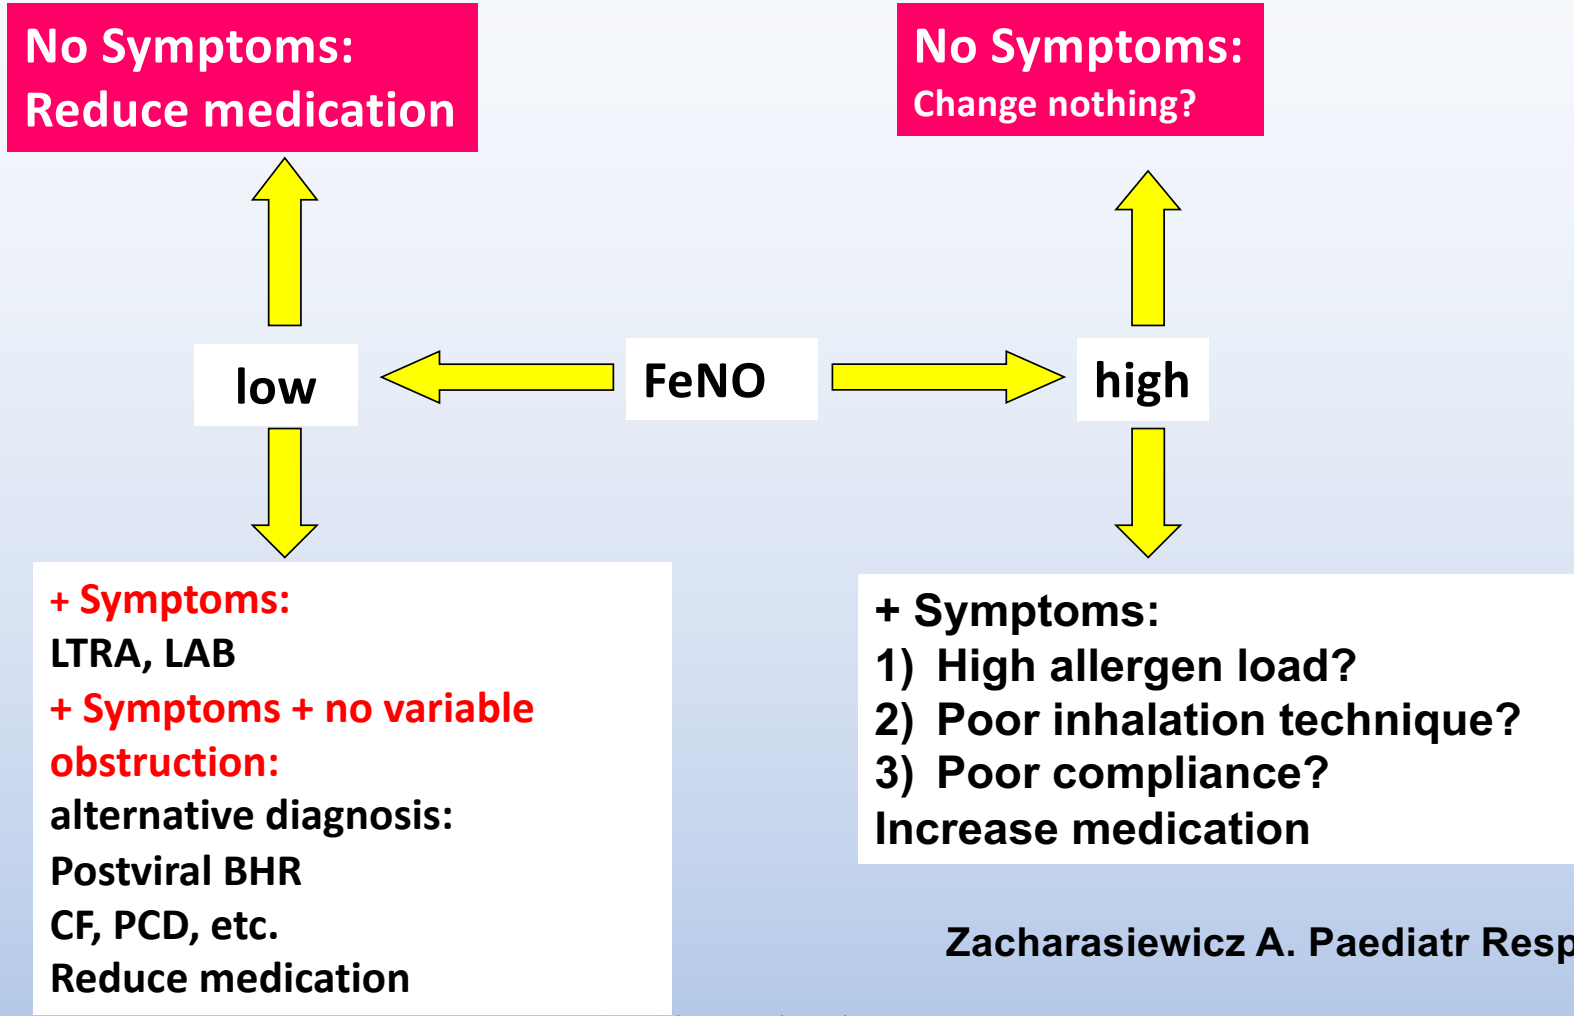 No Symptoms:
Reduce medication
No Symptoms:
Change nothing?
low
FeNO
high
+ Symptoms:
LTRA, LAB
+ Symptoms + no variable
obstruction:
alternative diagnosis:
Postviral BHR
CF, PCD, etc.
Reduce medication
+ Symptoms:
1) High allergen load?
2) Poor inhalation technique?
3) Poor compliance?
Increase medication
Zacharasiewicz A. Paediatr Resp